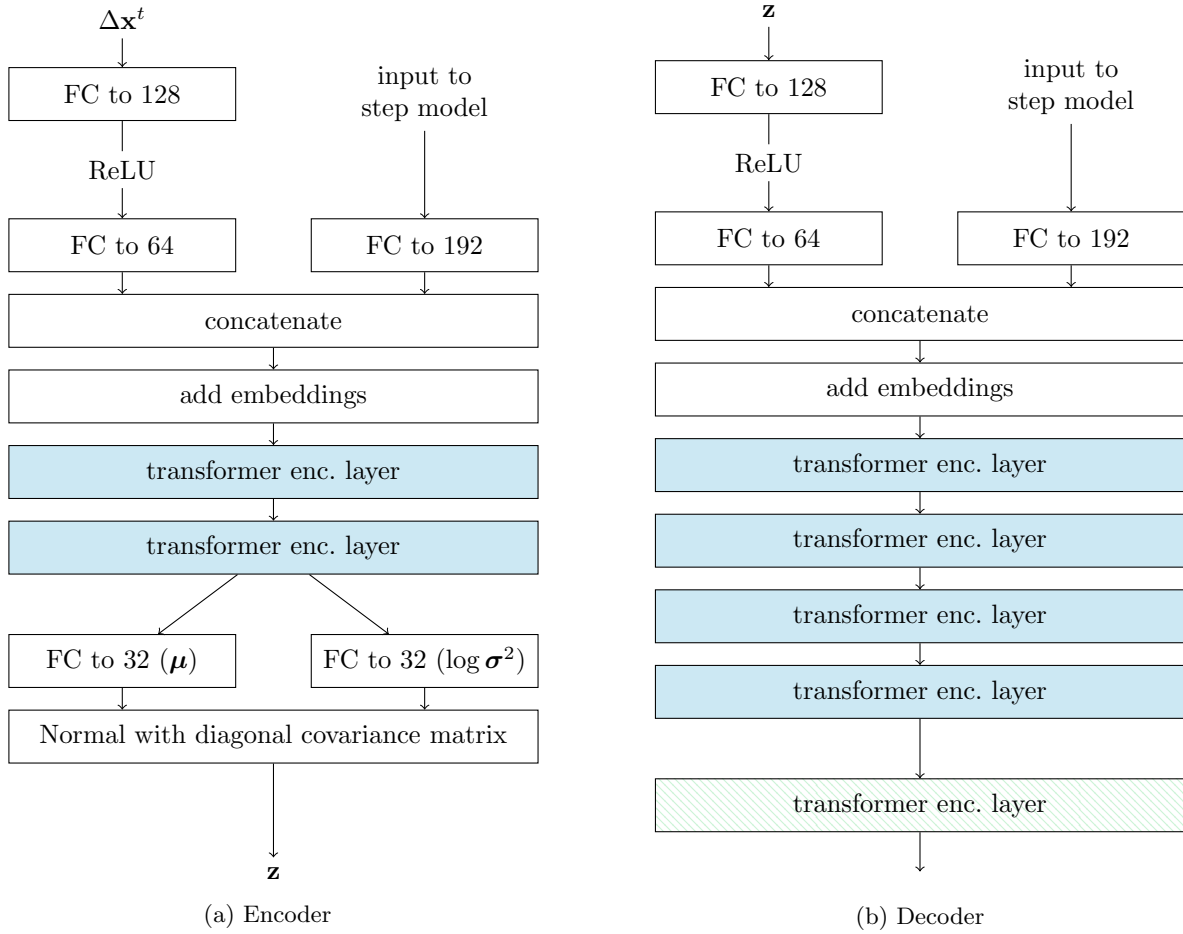 Δx^t
FC to 128
input to
step model
ReLU
FC to 64
FC to 192
concatenate
add embeddings
transformer enc. layer
transformer enc. layer
FC to 32 (μ)
FC to 32 (log σ²)
Normal with diagonal covariance matrix
z
(a) Encoder
z
FC to 128
input to
step model
ReLU
FC to 64
FC to 192
concatenate
add embeddings
transformer enc. layer
transformer enc. layer
transformer enc. layer
transformer enc. layer
transformer enc. layer
(b) Decoder